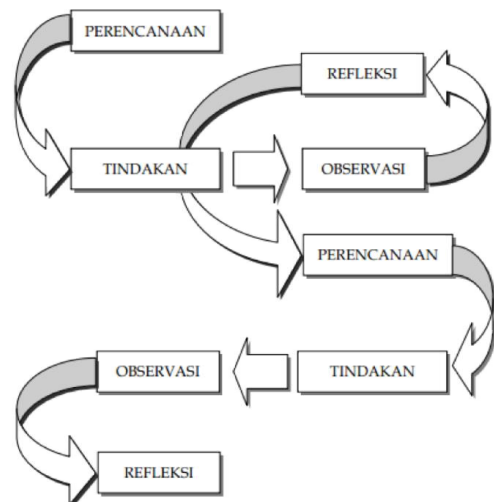 PERENCANAAN
TINDAKAN
OBSERVASI
REFLEKSI
PERENCANAAN
TINDAKAN
OBSERVASI
REFLEKSI